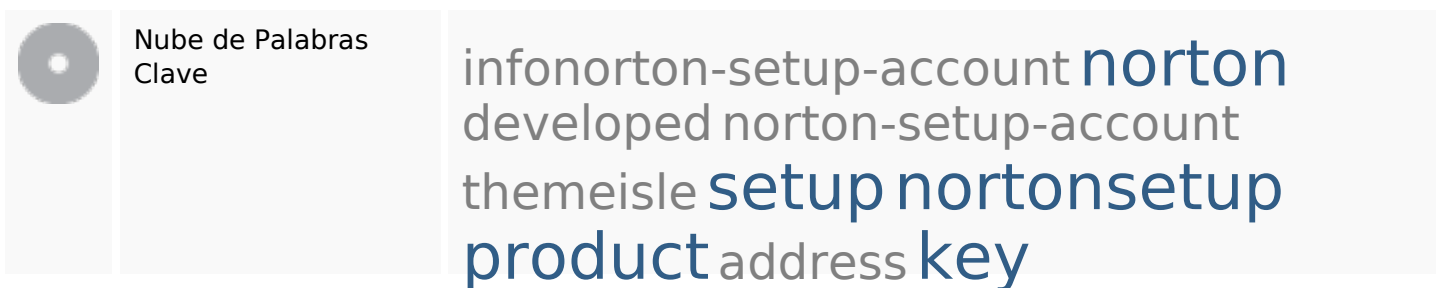 Nube de Palabras
Clave
infonorton-setup-account norton
developed norton-setup-account
themeisle setup nortonsetup
product address key